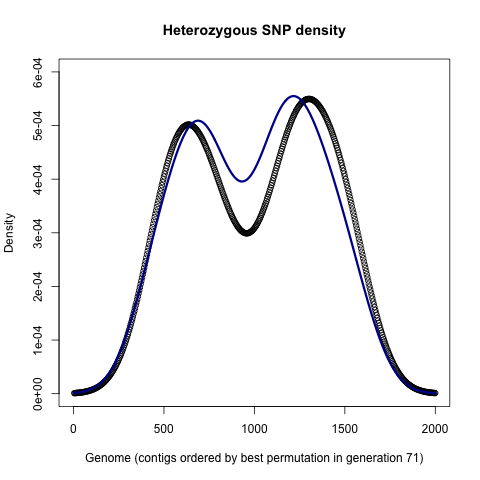 Heterozygous SNP density
6e-04
5e-04
4e-04
3e-04
2e-04
1e-04
0e+00
Density
0 500 1000 1500 2000
Genome (contigs ordered by best permutation in generation 71)